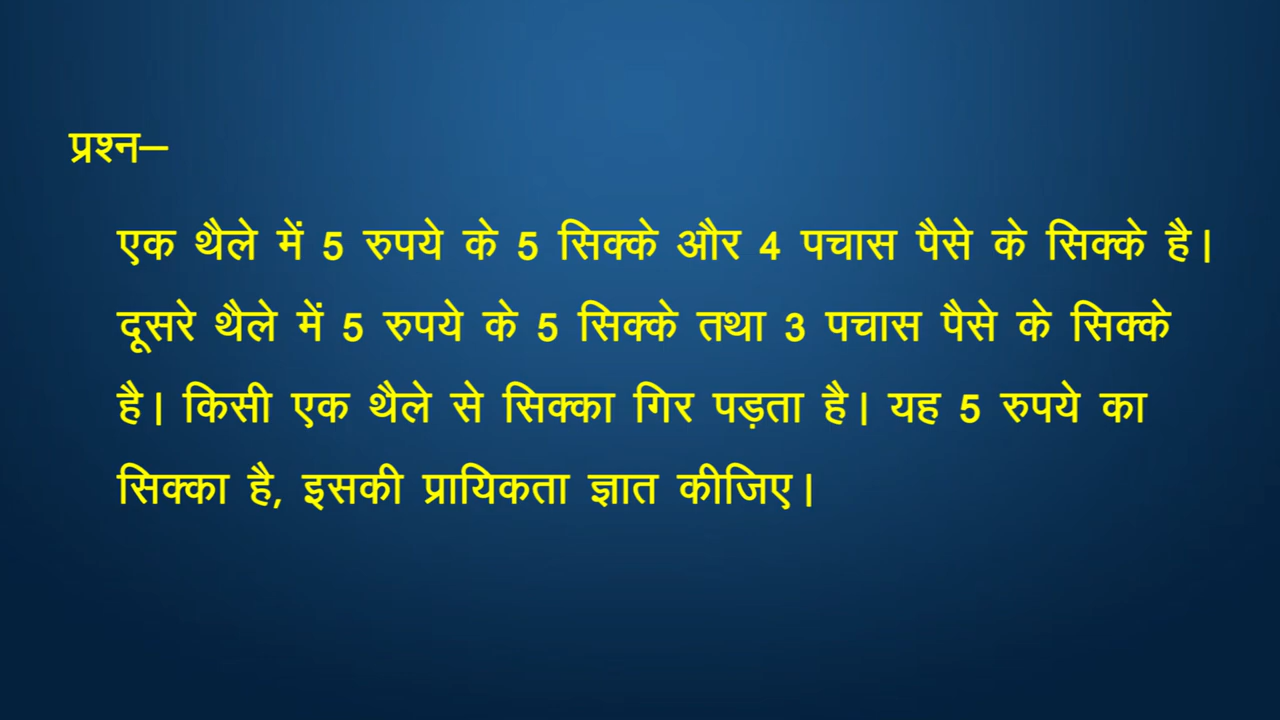 प्रश्न–
एक थैले में 5 रुपये के 5 सिक्के और 4 पचास पैसे के सिक्के है।
दूसरे थैले में 5 रुपये के 5 सिक्के तथा 3 पचास पैसे के सिक्के
है। किसी एक थैले से सिक्का गिर पड़ता है। यह 5 रुपये का
सिक्का है, इसकी प्रायिकता ज्ञात कीजिए।